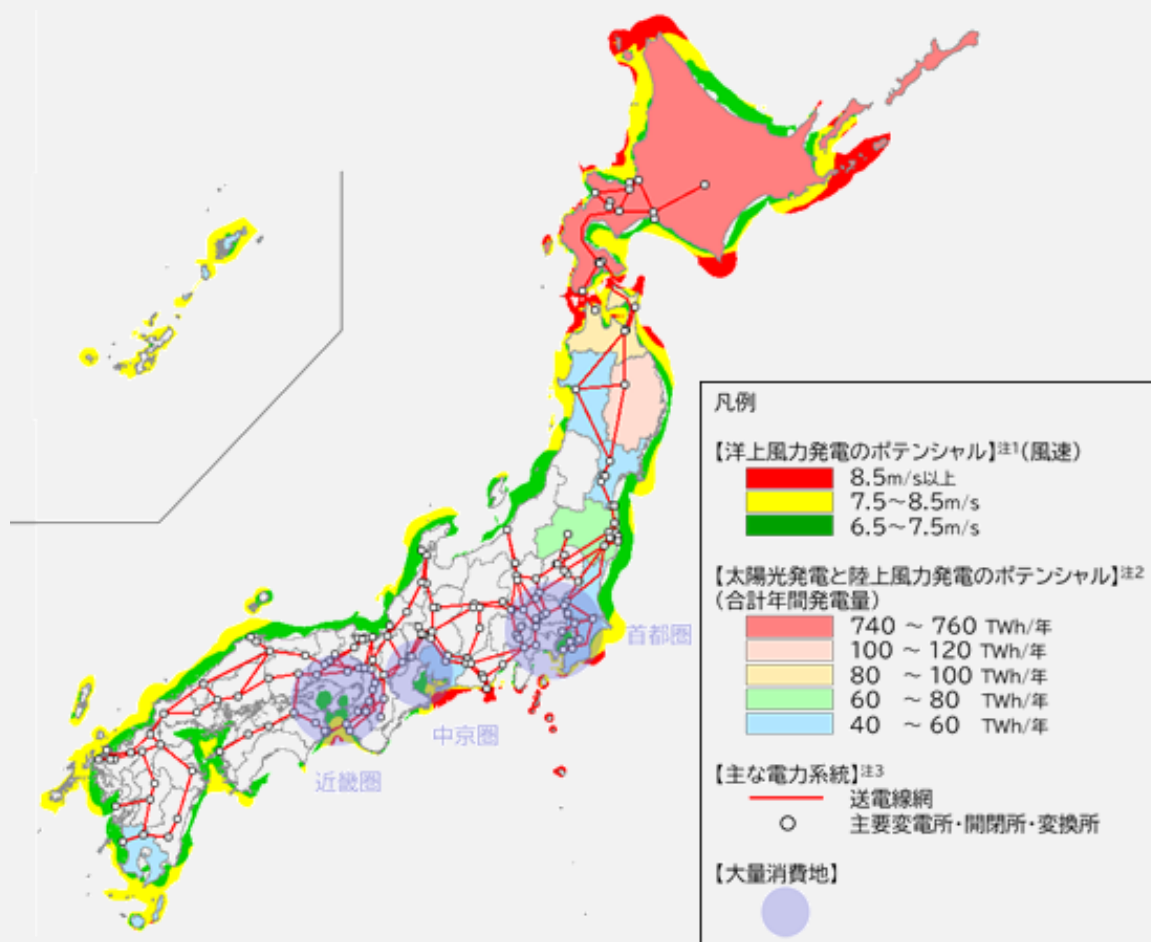 首都圏
中京圏
近畿圏
凡例
【洋上風力発電のポテンシャル】注1(風速)
8.5m/s以上
7.5~8.5m/s
6.5~7.5m/s
【太陽光発電と陸上風力発電のポテンシャル】注2
(合計年間発電量)
740 ~ 760 TWh/年
100 ~ 120 TWh/年
80 ~ 100 TWh/年
60 ~ 80 TWh/年
40 ~ 60 TWh/年
【主な電力系統】注3
送電線網
主要変電所・開閉所・変換所
【大量消費地】